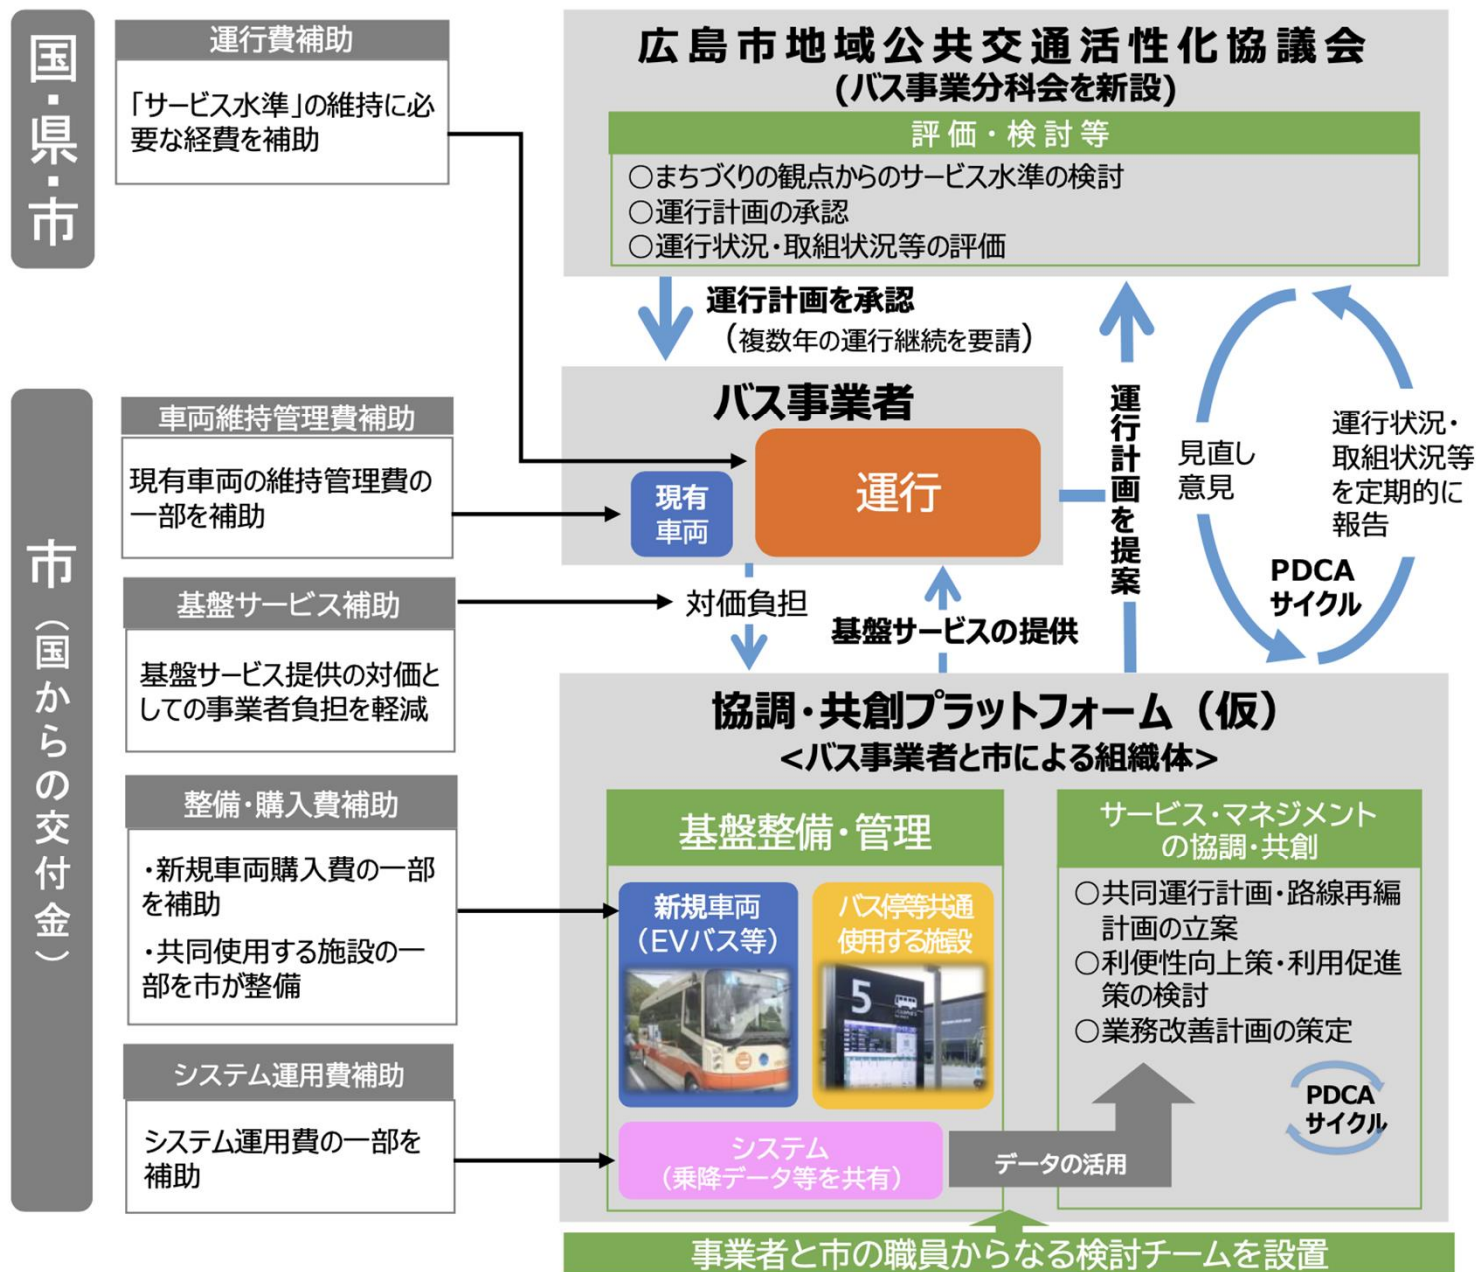 国・県・市
運行費補助
「サービス水準」の維持に必
要な経費を補助
広島市地域公共交通活性化協議会
(バス事業分科会を新設)
評価・検討等
○まちづくりの観点からのサービス水準の検討
○運行計画の承認
○運行状況・取組状況等の評価
運行計画を承認
（複数年の運行継続を要請）
バス事業者
現有
車両
運行
運行計画を提案
見直し
意見
運行状況・
取組状況等
を定期的に
報告
PDCA
サイクル
市（国からの交付金）
車両維持管理費補助
現有車両の維持管理費の
一部を補助
基盤サービス補助
基盤サービス提供の対価と
しての事業者負担を軽減
対価負担
基盤サービスの提供
協調・共創プラットフォーム（仮）
<バス事業者と市による組織体>
整備・購入費補助
・新規車両購入費の一部
を補助
・共同使用する施設の一
部を市が整備
基盤整備・管理
新規車両
（EVバス等）
バス停等共通
使用する施設
5
サービス・マネジメント
の協調・共創
○共同運行計画・路線再編
計画の立案
○利便性向上策・利用促進
策の検討
○業務改善計画の策定
PDCA
サイクル
システム運用費補助
システム運用費の一部を
補助
システム
（乗降データ等を共有）
データの活用
事業者と市の職員からなる検討チームを設置